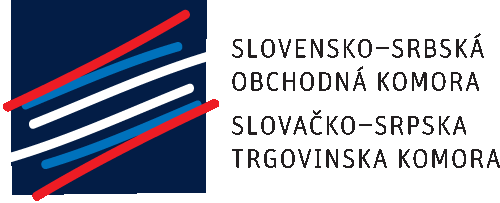 SLOVENSKO–SRBSKÁ
OBCHODNÁ KOMORA
SLOVAČKO–SRPSKA
TRGOVINSKA KOMORA